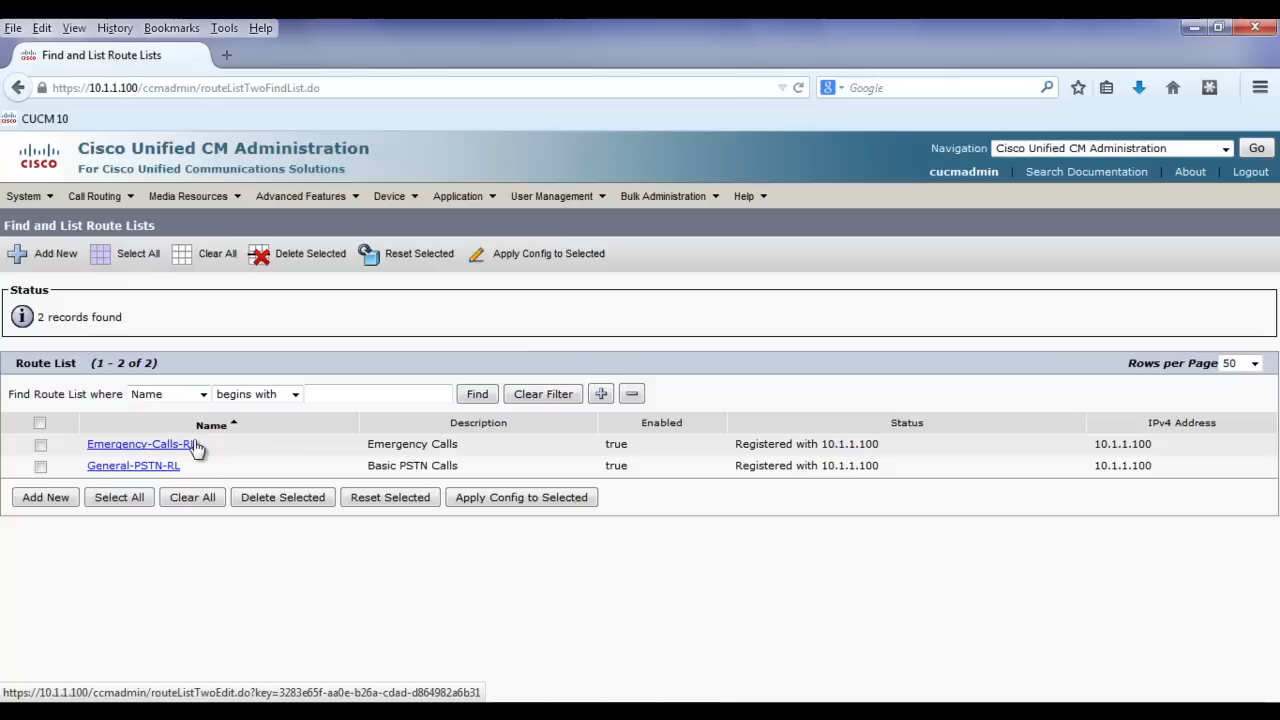 File Edit View History Bookmarks Tools Help
Find and List Route Lists
https://10.1.1.100/ccmadmin/routeListTwoFindList.do Google
CUCM 10
CISCO Cisco Unified CM Administration
For Cisco Unified Communications Solutions
Navigation Cisco Unified CM Administration Go
cucmadmin | Search Documentation | About | Logout
System Call Routing Media Resources Advanced Features Device Application User Management Bulk Administration Help
Find and List Route Lists
Add New Select All Clear All Delete Selected Reset Selected Apply Config to Selected
Status
2 records found
Route List (1 - 2 of 2) Rows per Page 50
Find Route List where Name begins with Find Clear Filter
Name Description Enabled Status IPv4 Address
Emergency-Calls-RL Emergency Calls true Registered with 10.1.1.100 10.1.1.100
General-PSTN-RL Basic PSTN Calls true Registered with 10.1.1.100 10.1.1.100
Add New Select All Clear All Delete Selected Reset Selected Apply Config to Selected
https://10.1.1.100/ccmadmin/routeListTwoEdit.do?key=3283e65f-aa0e-b26a-cdad-d864982a6b31